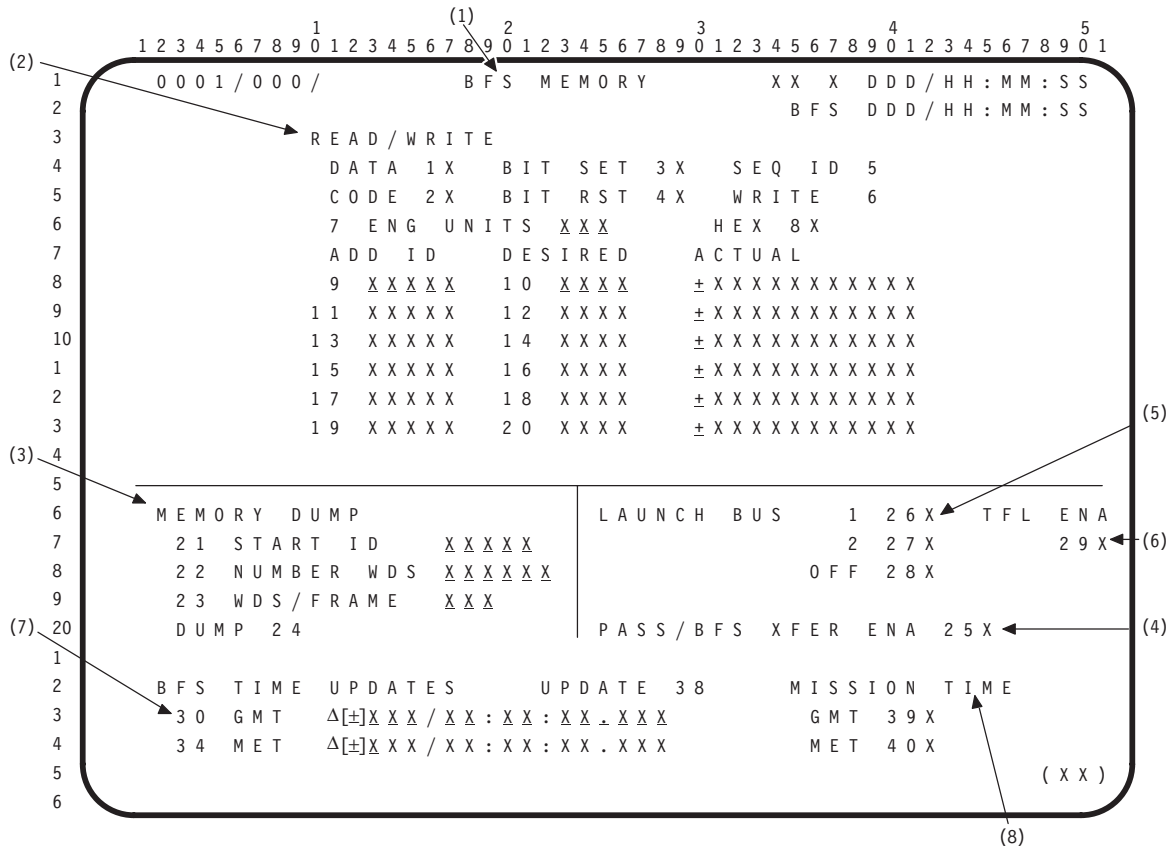 (1)
1 2 3 4 5
1 2 3 4 5 6 7 8 9 0 1 2 3 4 5 6 7 8 9 0 1 2 3 4 5 6 7 8 9 0 1 2 3 4 5 6 7 8 9 0 1 2 3 4 5 6 7 8 9 0 1
(2)
1 0001/000/ BFS MEMORY XX X DDD/HH:MM:SS
2 BFS DDD/HH:MM:SS
3 READ/WRITE
4 DATA 1X BIT SET 3X SEQ ID 5
5 CODE 2X BIT RST 4X WRITE 6
6 7 ENG UNITS XXX HEX 8X
7 ADD ID DESIRED ACTUAL
8 9 XXXXX 10 XXXX ±XXXXXXXXXXX
9 11 XXXXX 12 XXXX ±XXXXXXXXXXX
10 13 XXXXX 14 XXXX ±XXXXXXXXXXX
1 15 XXXXX 16 XXXX ±XXXXXXXXXXX
2 17 XXXXX 18 XXXX ±XXXXXXXXXXX
3 19 XXXXX 20 XXXX ±XXXXXXXXXXX
(5)
4
(3)
5
6 MEMORY DUMP LAUNCH BUS 1 26X TFL ENA
7 21 START ID XXXXX 2 27X 29X (6)
8 22 NUMBER WDS XXXXXX OFF 28X
9 23 WDS/FRAME XXX
(7) 20 DUMP 24 PASS/BFS XFER ENA 25X (4)
1
2 BFS TIME UPDATES UPDATE 38 MISSION TIME
3 30 GMT Δ[±]XXX/XX:XX:XX.XXX GMT 39X
4 34 MET Δ[±]XXX/XX:XX:XX.XXX MET 40X
5 (XX)
6
(8)